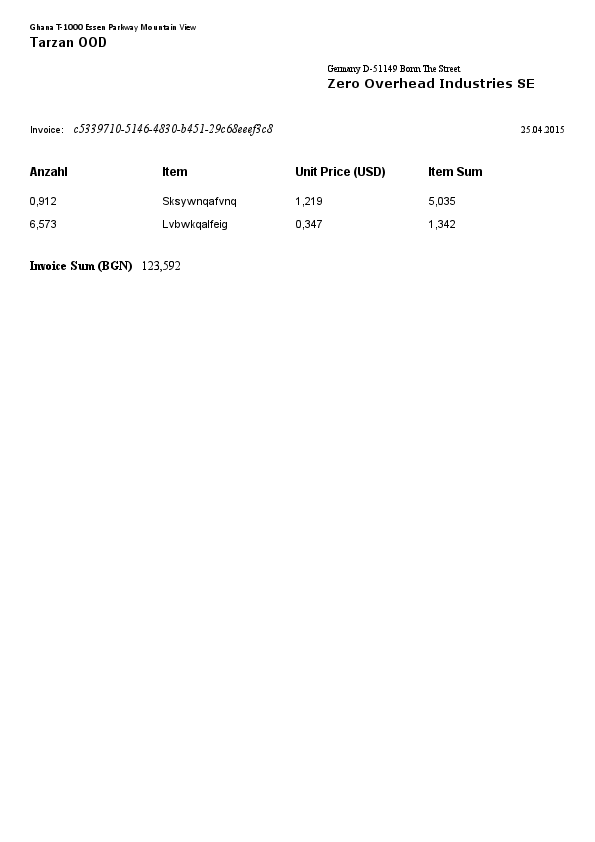 Ghana T-1000 Essen Parkway Mountain View
Tarzan OOD
Germany D-51149 Bonn The Street
Zero Overhead Industries SE
Invoice: c5339710-5146-4830-b451-29c68eeef3c8 25.04.2015
Anzahl Item Unit Price (USD) Item Sum
0,912 Sksywnqafvnq 1,219 5,035
6,573 Lvbwkqalfeig 0,347 1,342
Invoice Sum (BGN) 123,592